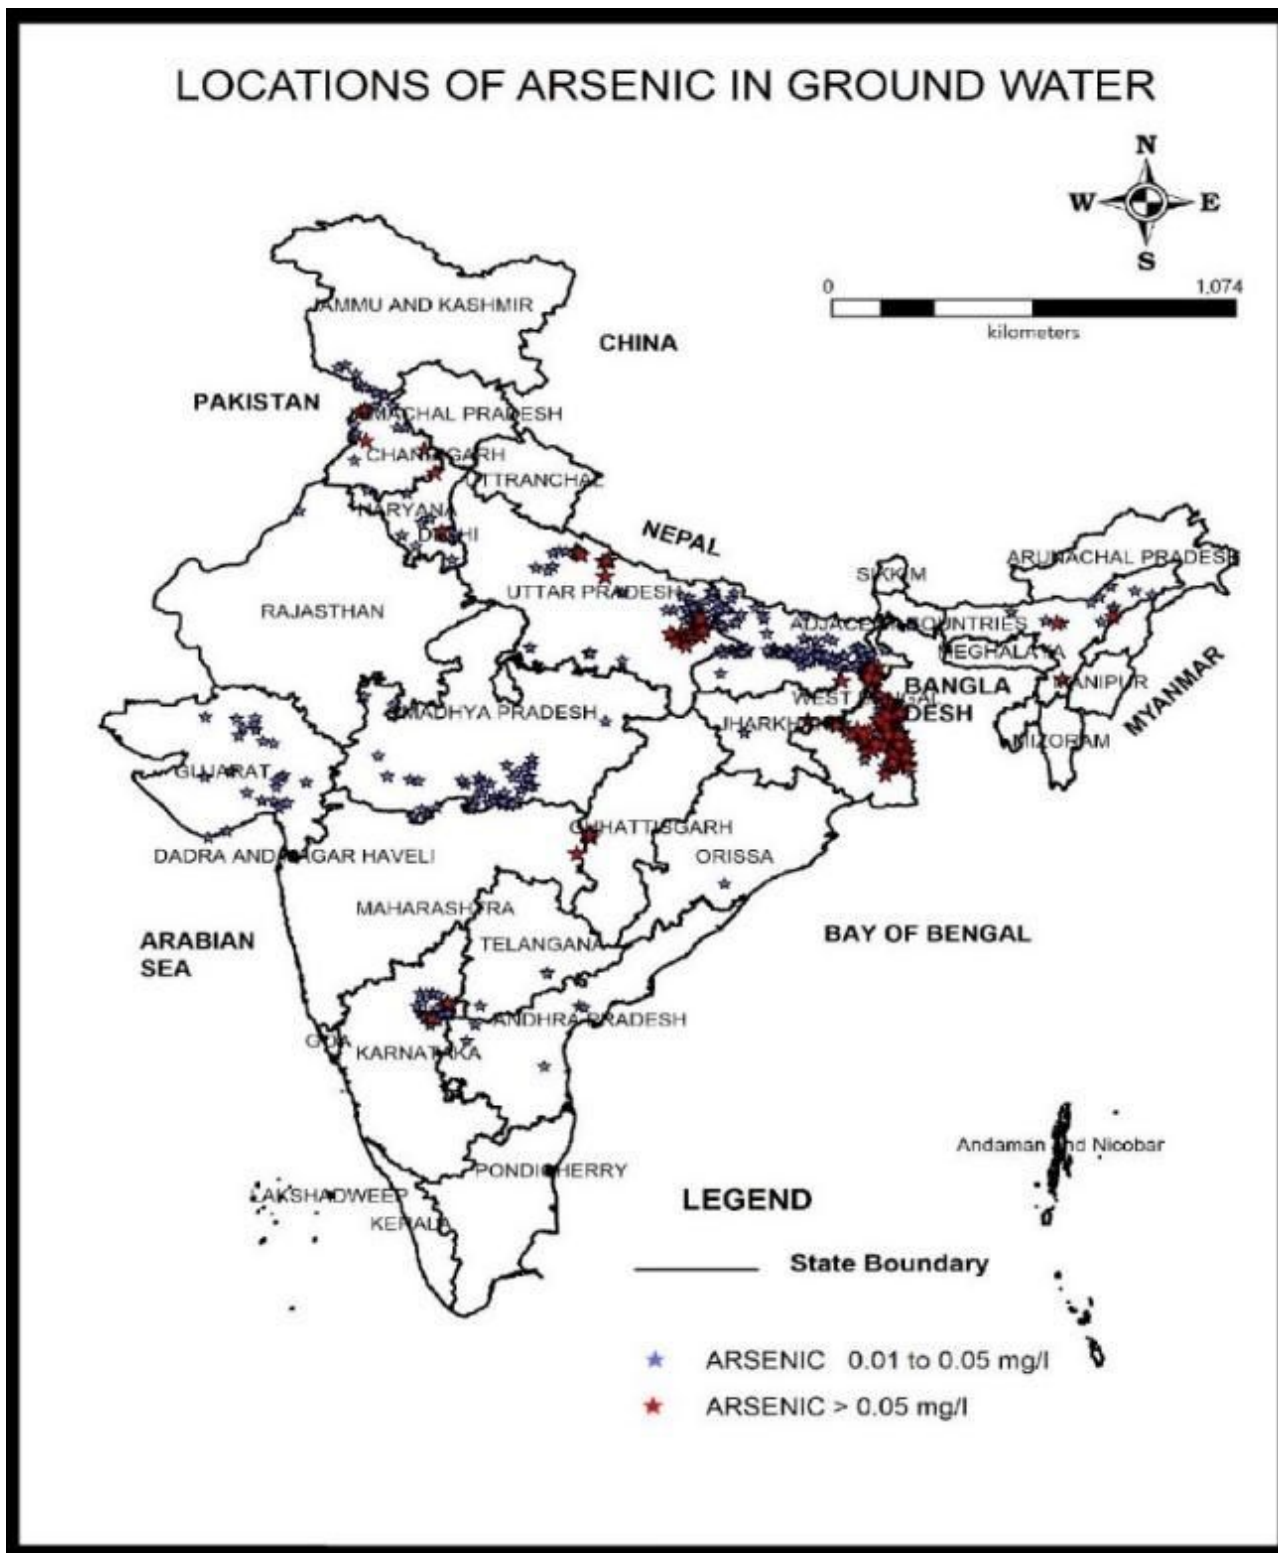 LOCATIONS OF ARSENIC IN GROUND WATER
N
W E
S
0 1,074
kilometers
JAMMU AND KASHMIR
CHINA
PAKISTAN
HIMACHAL PRADESH
CHANDIGARH
UTTRANCHAL
HARYANA
DELHI
NEPAL
ARUNACHAL PRADESH
SIKKIM
UTTAR PRADESH
RAJASTHAN
ADJACENT COUNTRIES
MEGHALAYA
MANIPUR
MYANMAR
BANGLA
DESH
WEST BENGAL
MADHYA PRADESH
JHARKHAND
MIZORAM
GUJARAT
CHHATTISGARH
DADRA AND NAGAR HAVELI
ORISSA
MAHARASHTRA
ARABIAN
SEA
TELANGANA
BAY OF BENGAL
ANDHRA PRADESH
GOA
KARNATAKA
Andaman and Nicobar
PONDICHERRY
LAKSHADWEEP
KERALA
LEGEND
State Boundary
ARSENIC 0.01 to 0.05 mg/l
ARSENIC > 0.05 mg/l